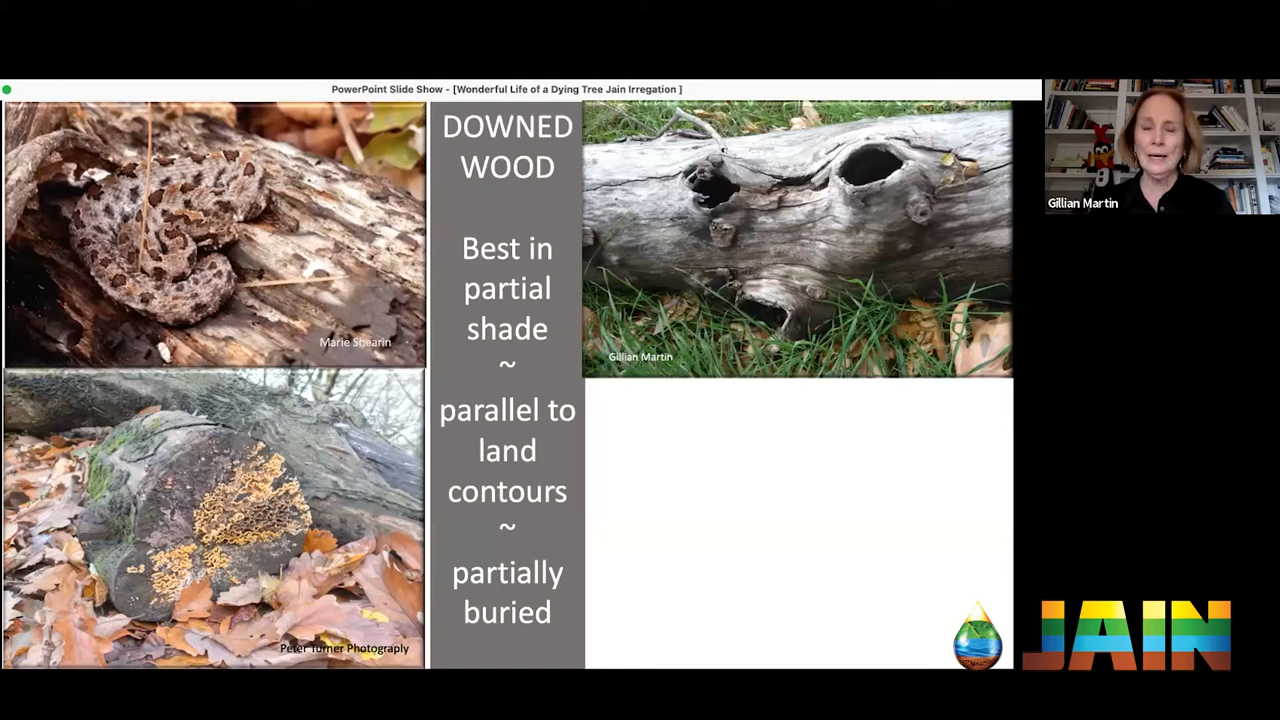 PowerPoint Slide Show - [Wonderful Life of a Dying Tree Jain Irregation ]
DOWNED
WOOD
Best in
partial
shade
~
parallel to
land
contours
~
partially
buried
Marie Shearin
Peter Turner Photography
Gillian Martin
Gillian Martin
JAIN